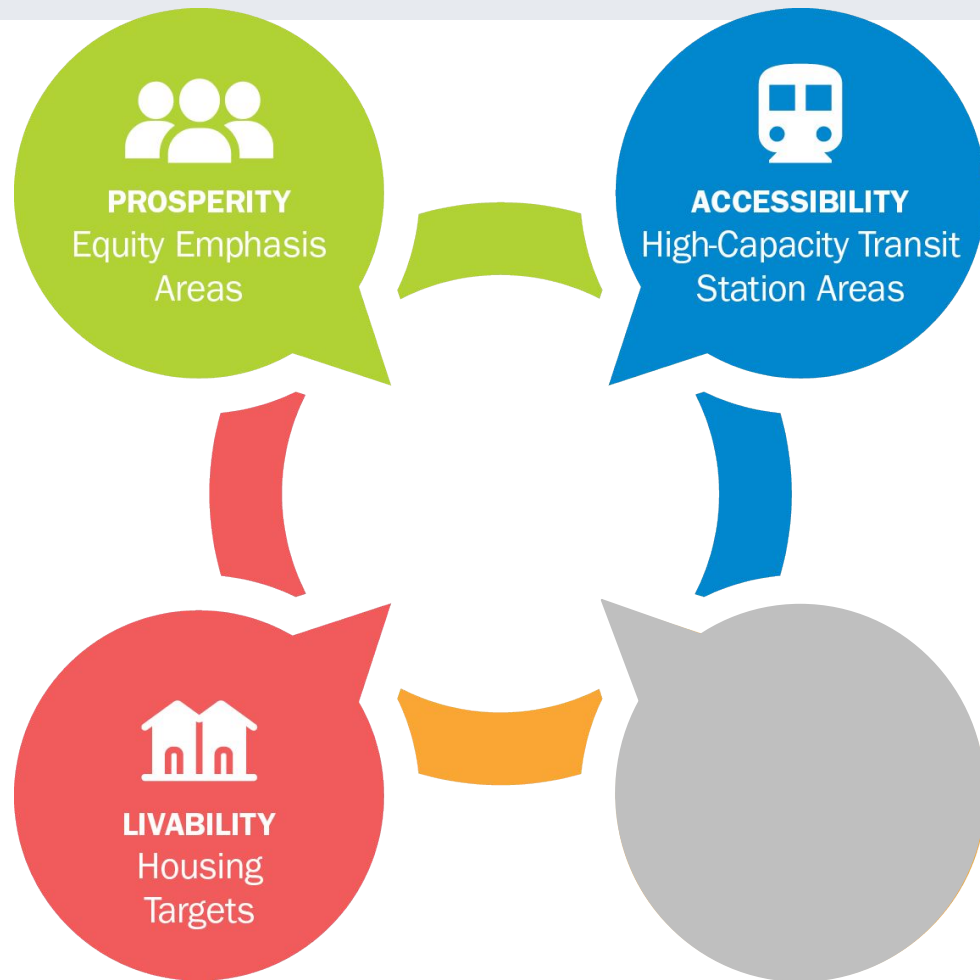 PROSPERITY
Equity Emphasis
Areas
ACCESSIBILITY
High-Capacity Transit
Station Areas
LIVABILITY
Housing
Targets